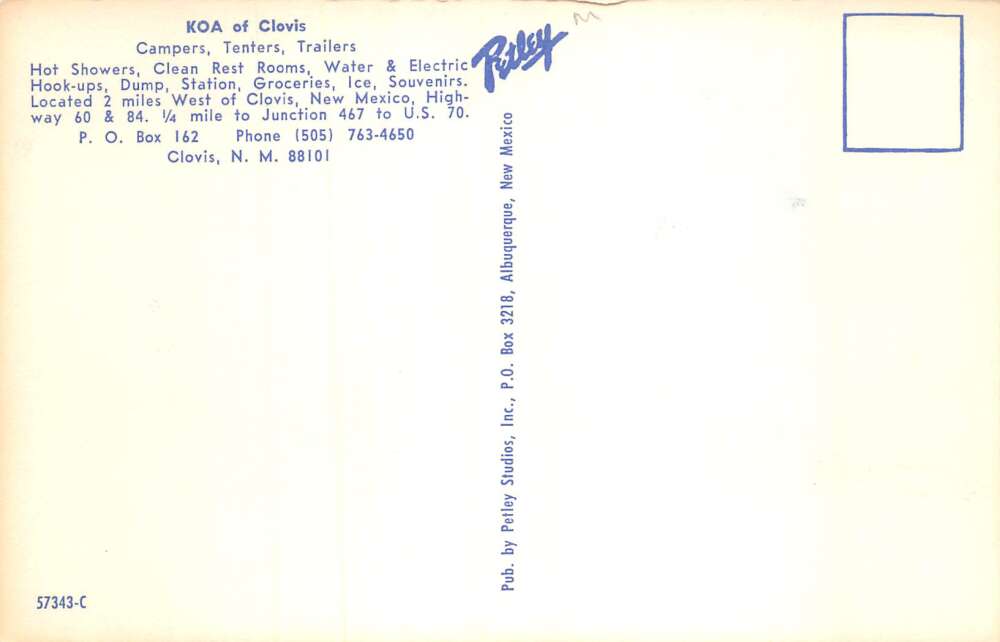 KOA of Clovis
Campers, Tenters, Trailers
Hot Showers, Clean Rest Rooms, Water & Electric
Hook-ups, Dump, Station, Groceries, Ice, Souvenirs.
Located 2 miles West of Clovis, New Mexico, High-
way 60 & 84. ¼ mile to Junction 467 to U.S. 70.
P. O. Box 162 Phone (505) 763-4650
Clovis, N. M. 88101
Petley
M
Pub. by Petley Studios, Inc., P.O. Box 3218, Albuquerque, New Mexico
57343-C